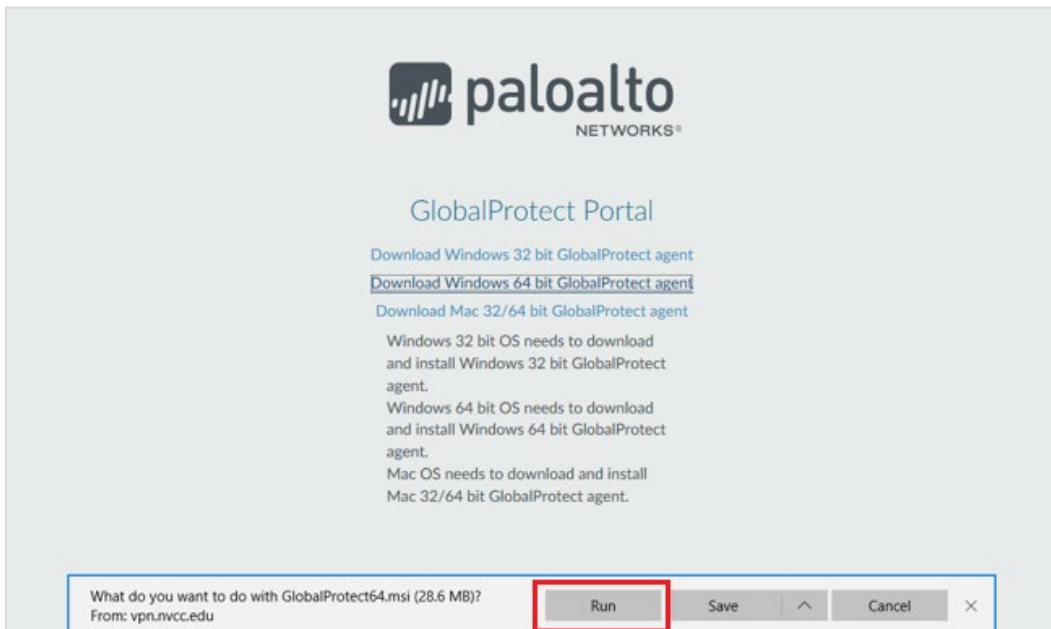 paloalto
NETWORKS®
GlobalProtect Portal
Download Windows 32 bit GlobalProtect agent
Download Windows 64 bit GlobalProtect agent
Download Mac 32/64 bit GlobalProtect agent
Windows 32 bit OS needs to download
and install Windows 32 bit GlobalProtect
agent.
Windows 64 bit OS needs to download
and install Windows 64 bit GlobalProtect
agent.
Mac OS needs to download and install
Mac 32/64 bit GlobalProtect agent.
What do you want to do with GlobalProtect64.msi (28.6 MB)?
From: vpn.nvcc.edu
Run
Save
Cancel